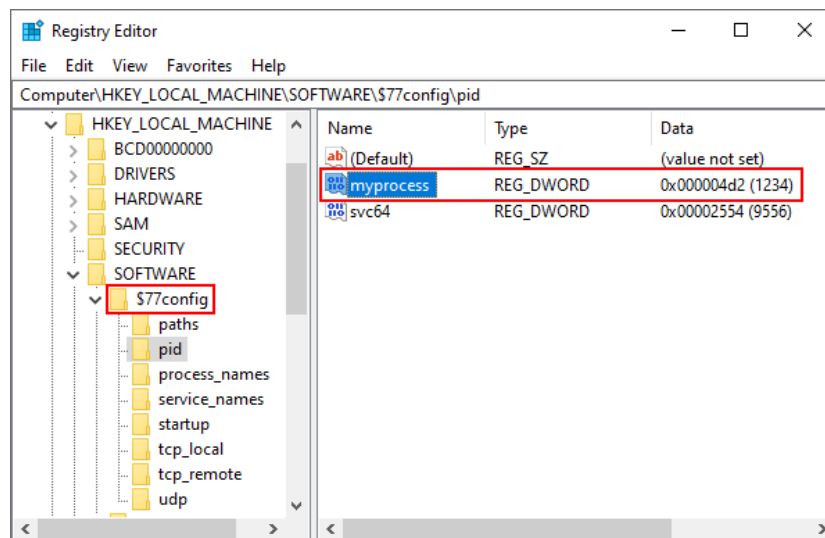 Registry Editor
File Edit View Favorites Help
Computer\HKEY_LOCAL_MACHINE\SOFTWARE\$77config\pid
HKEY_LOCAL_MACHINE
BCD00000000
DRIVERS
HARDWARE
SAM
SECURITY
SOFTWARE
$77config
paths
pid
process_names
service_names
startup
tcp_local
tcp_remote
udp
Name Type Data
ab (Default) REG_SZ (value not set)
myprocess REG_DWORD 0x000004d2 (1234)
svc64 REG_DWORD 0x00002554 (9556)